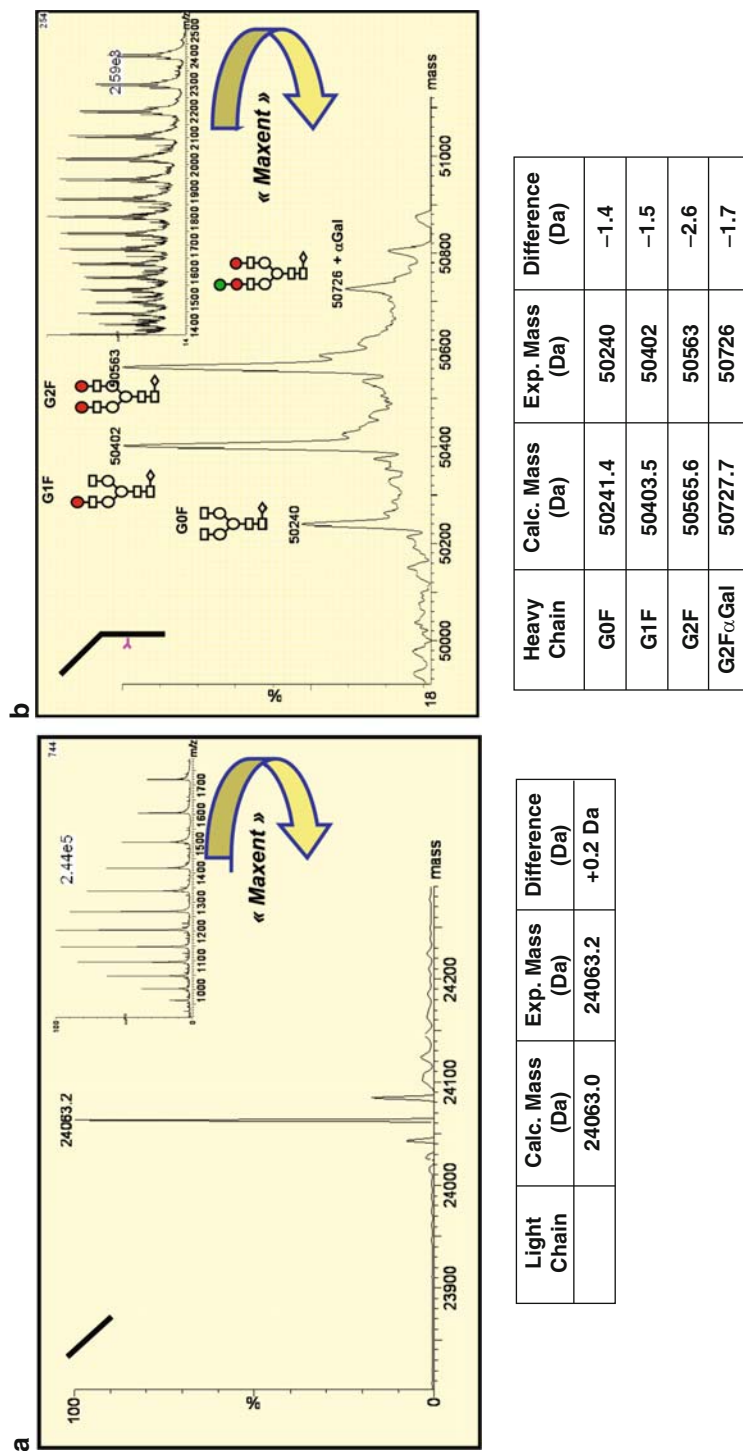 a
744
2.44e5
100
0
1000 1100 1200 1300 1400 1500 1600 1700
m/z
« Maxent »
24063.2
100
%
0
23900 24000 24100 24200
mass
Light Chain
Calc. Mass (Da)
Exp. Mass (Da)
Difference (Da)
24063.0
24063.2
+0.2 Da
b
254
2.59e3
14
1400 1500 1600 1700 1800 1900 2000 2100 2200 2300 2400 2500
m/z
« Maxent »
G0F
50240
G1F
50402
G2F
50563
50726 + αGal
%
18
50000 50200 50400 50600 50800 51000
mass
Heavy Chain
Calc. Mass (Da)
Exp. Mass (Da)
Difference (Da)
G0F 50241.4 50240 −1.4
G1F 50403.5 50402 −1.5
G2F 50565.6 50563 −2.6
G2FαGal 50727.7 50726 −1.7